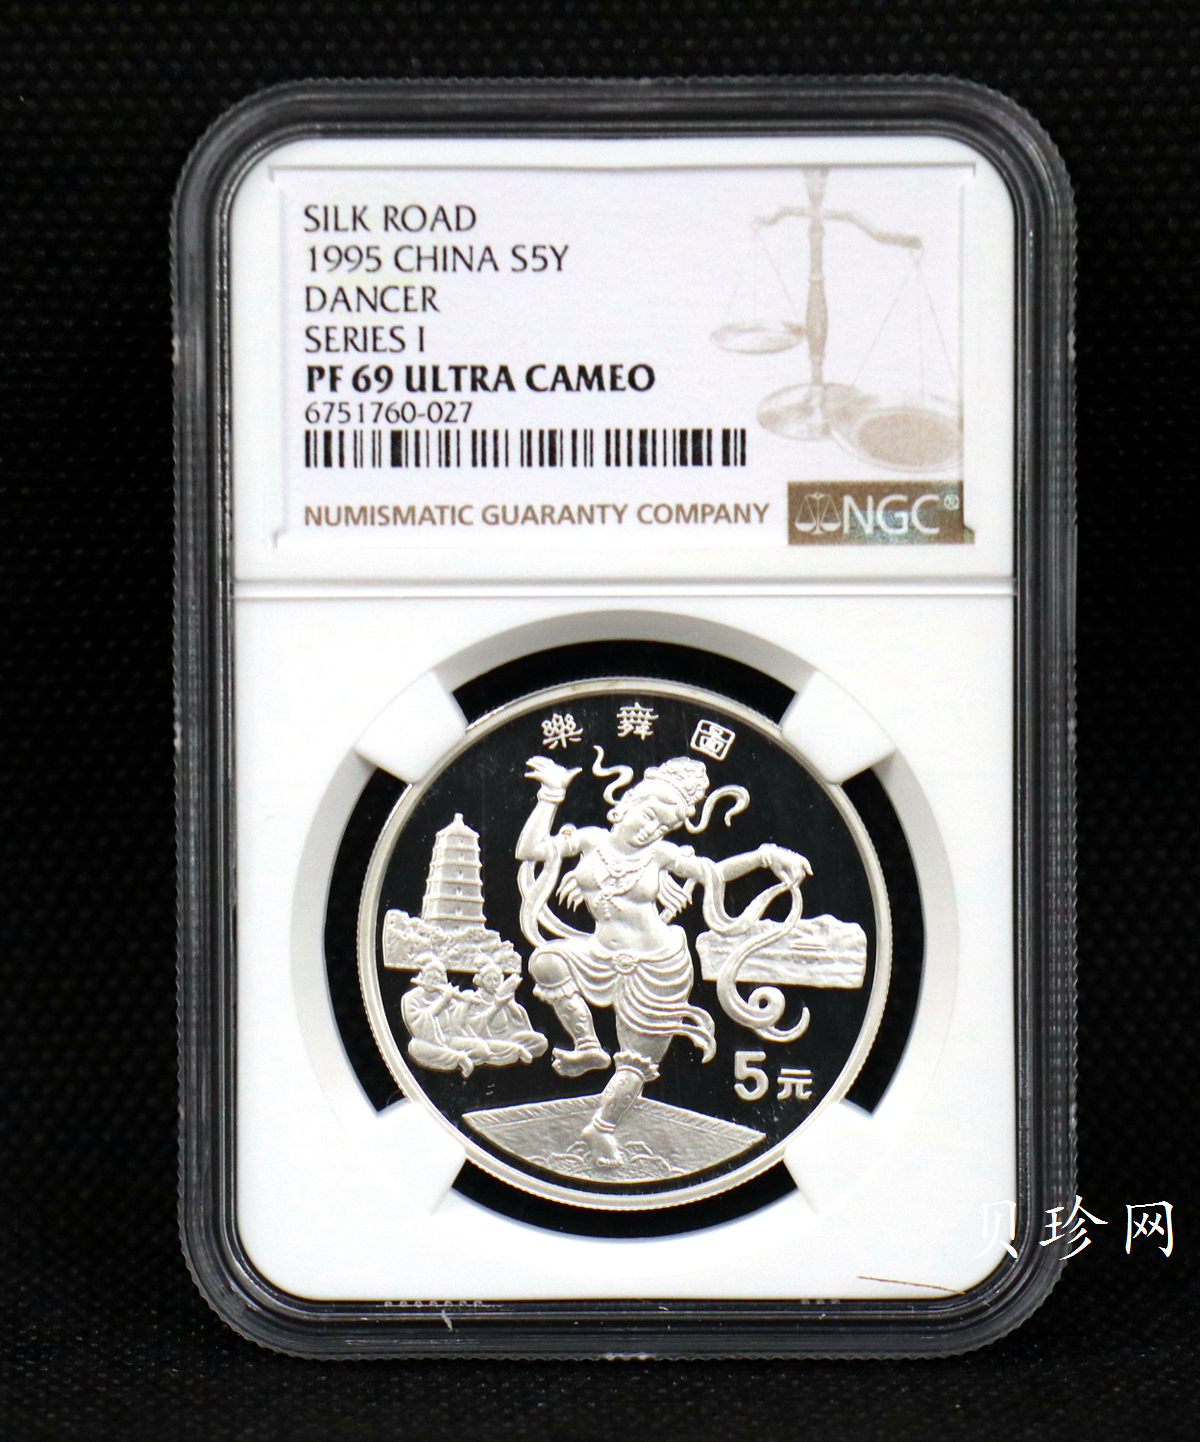 SILK ROAD
1995 CHINA S5Y
DANCER
SERIES I
PF 69 ULTRA CAMEO
6751760-027
NUMISMATIC GUARANTY COMPANY
NGC®
樂舞圖
5元
贝珍网